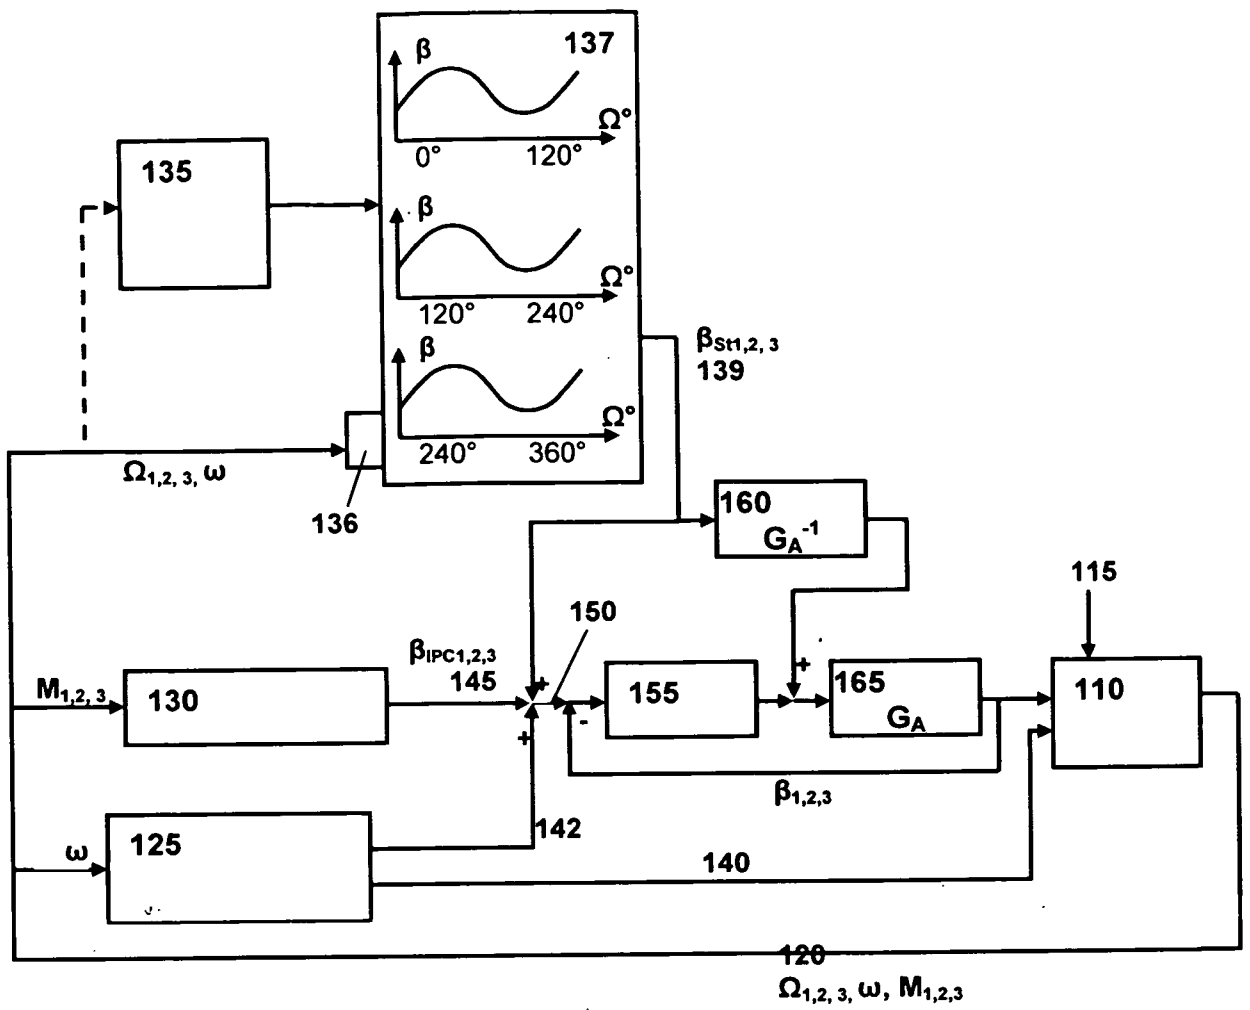 137
β
Ω°
0° 120°
135
β
Ω°
120° 240°
β
Ω°
240° 360°
βSt1,2, 3
139
Ω1,2, 3, ω
136
160
GA-1
115
150
βIPC1,2,3
145
+
+
M1,2, 3
130
155
165
GA
110
-
+
β1,2,3
142
ω
125
140
120
Ω1,2, 3, ω, M1,2,3